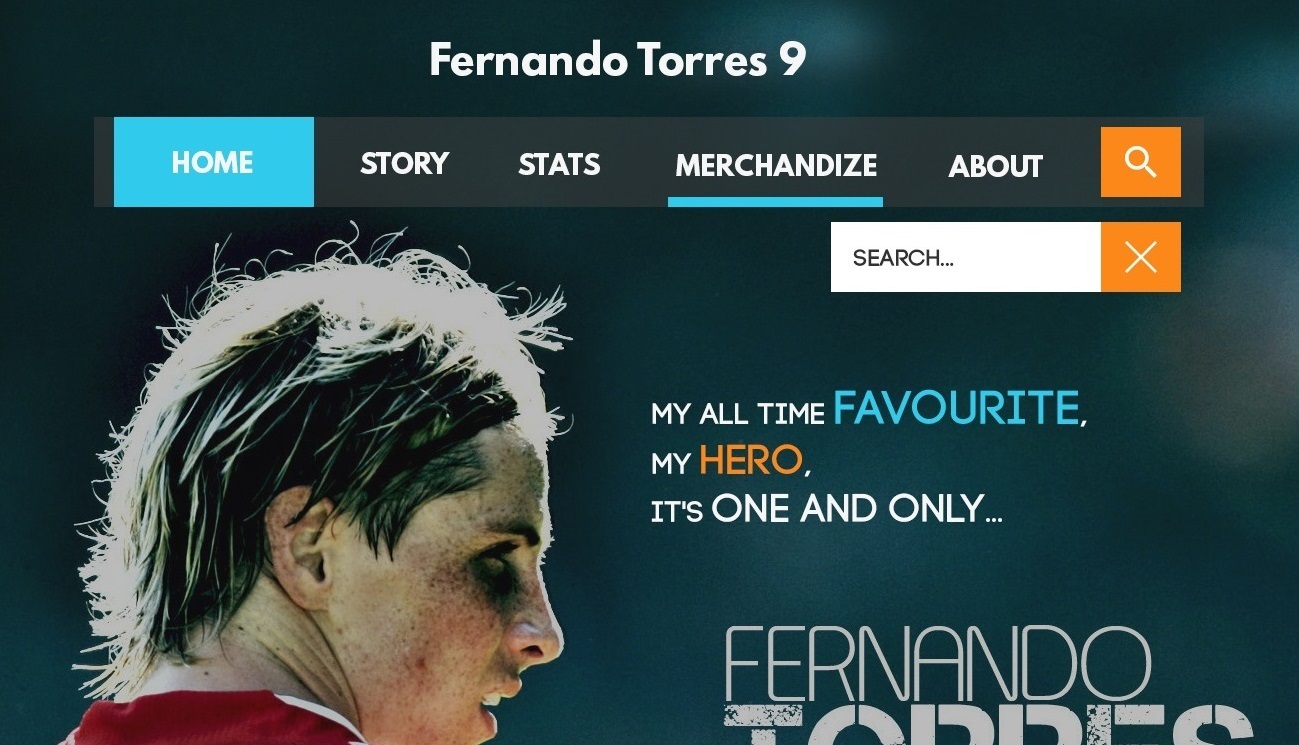 Fernando Torres 9
HOME STORY STATS MERCHANDIZE ABOUT
SEARCH...
MY ALL TIME FAVOURITE,
MY HERO,
IT'S ONE AND ONLY...
FERNANDO
TORRES